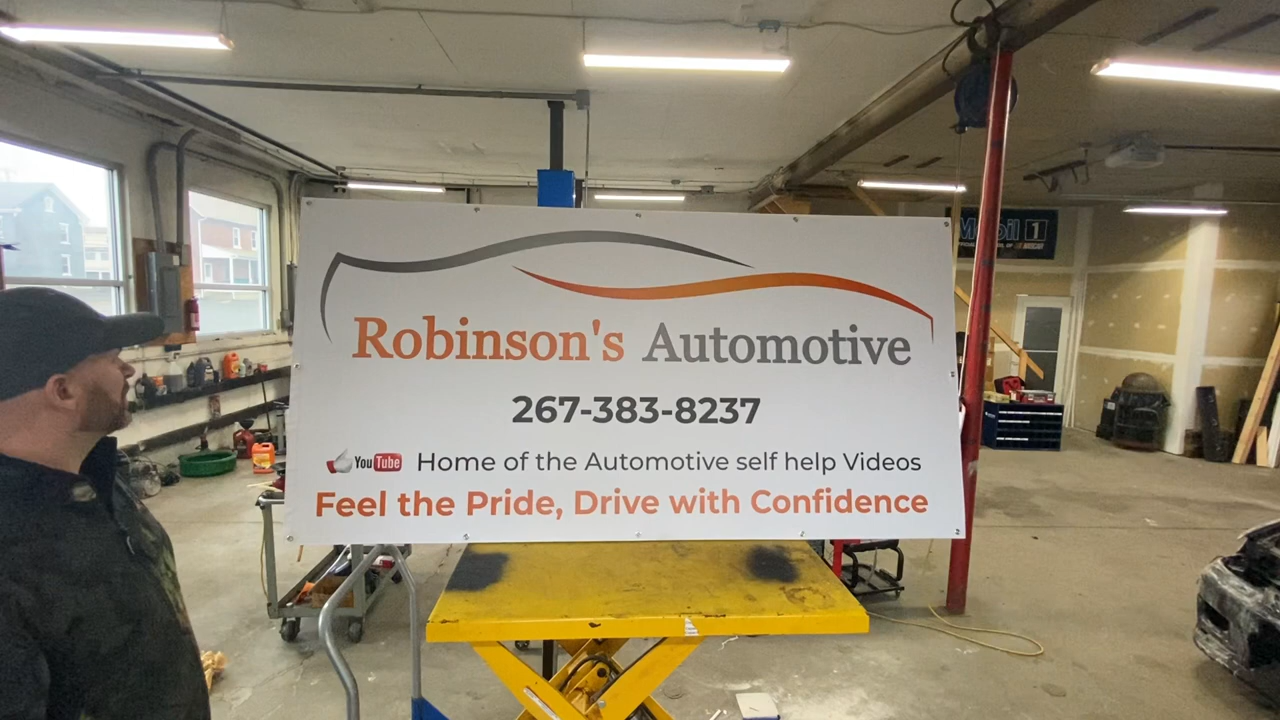 Mobil 1
Robinson's Automotive
267-383-8237
YouTube Home of the Automotive self help Videos
Feel the Pride, Drive with Confidence